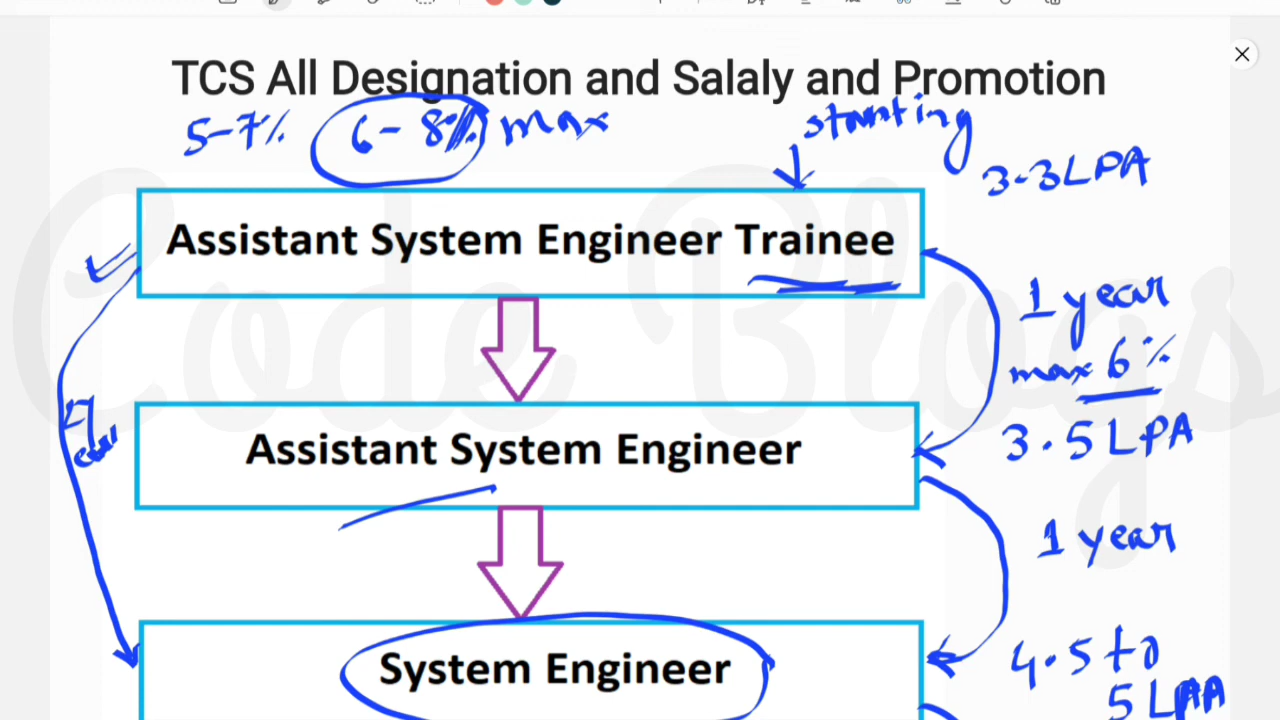 TCS All Designation and Salaly and Promotion
5-7% 6-8% max
starting
3.3LPA
Assistant System Engineer Trainee
1 year
max 6%
3.5 LPA
Assistant System Engineer
1 year
System Engineer
4.5 to
5 LPA
Code Blogs